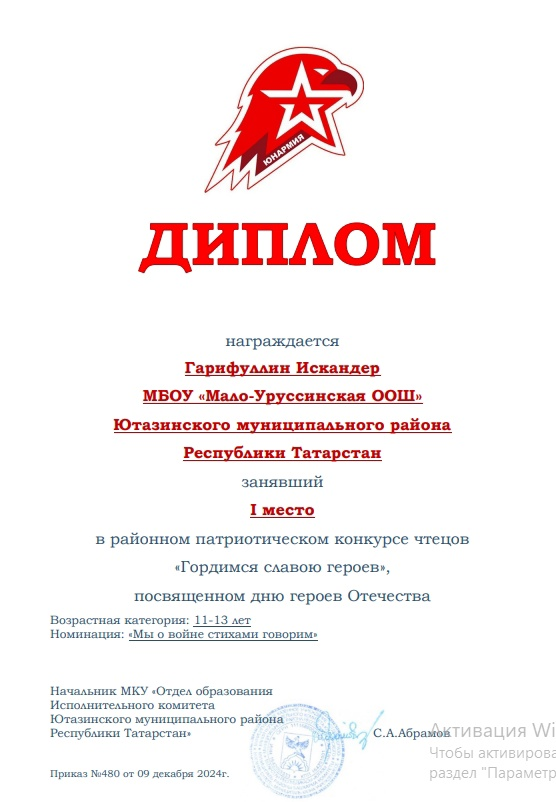 ЮНАРМИЯ
ДИПЛОМ
награждается
Гарифуллин Искандер
МБОУ «Мало-Уруссинская ООШ»
Ютазинского муниципального района
Республики Татарстан
занявший
I место
в районном патриотическом конкурсе чтецов
«Гордимся славою героев»,
посвященном дню героев Отечества
Возрастная категория: 11-13 лет
Номинация: «Мы о войне стихами говорим»
Начальник МКУ «Отдел образования
Исполнительного комитета
Ютазинского муниципального района
Республики Татарстан»
С.А.Абрамов
Активация Wi
Чтобы активирова
раздел "Параметр
Приказ №480 от 09 декабря 2024г.